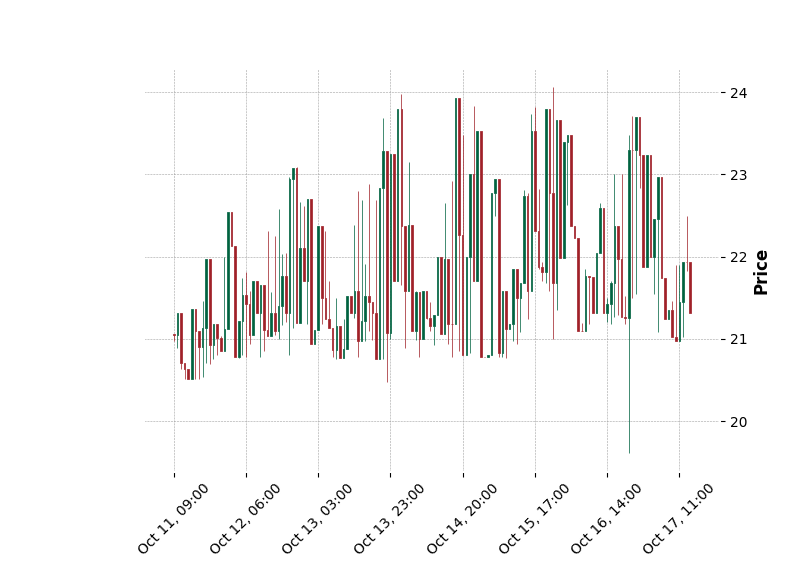 24
23
22
21
20
Price
Oct 11, 09:00
Oct 12, 06:00
Oct 13, 03:00
Oct 13, 23:00
Oct 14, 20:00
Oct 15, 17:00
Oct 16, 14:00
Oct 17, 11:00